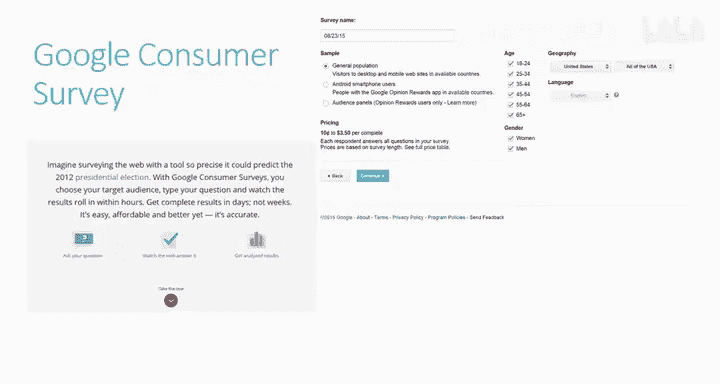 Google Consumer
Survey
Imagine surveying the web with a tool so precise it could predict the
2012 presidential election. With Google Consumer Surveys, you
choose your target audience, type your question and watch the
results roll in within hours. Get complete results in days; not weeks.
It's easy, affordable and better yet — it's accurate.
Ask your question
Watch the web answer it
Get analyzed results
Take the tour
Survey name:
08/23/15
Sample
General population
Visitors to desktop and mobile web sites in available countries.
Android smartphone users
People with the Google Opinion Rewards app in available countries.
Audience panels (Opinion Rewards users only - Learn more)
Pricing
10¢ to $3.50 per complete
Each respondent answers all questions in your survey.
Prices are based on survey length. See full price table.
Back
Continue
Age
18-24
25-34
35-44
45-54
55-64
65+
Gender
Women
Men
Geography
United States
All of the USA
Language
English
©2015 Google - About - Terms - Privacy Policy - Program Policies - Send Feedback